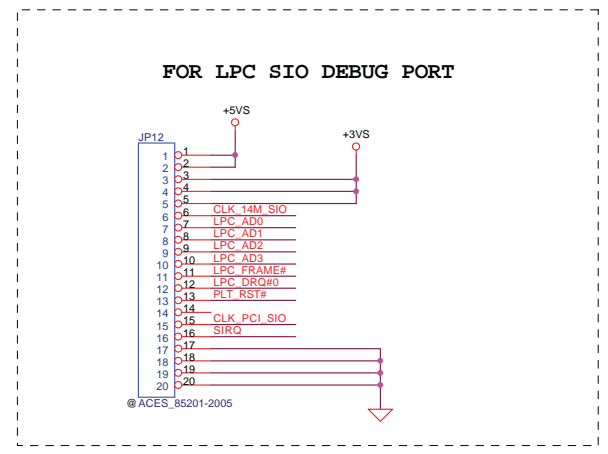 FOR LPC SIO DEBUG PORT
+5VS
+3VS
JP12
1 1
2 2
3 3
4 4
5 5
6 6 CLK_14M_SIO
7 7 LPC_AD0
8 8 LPC_AD1
9 9 LPC_AD2
10 10 LPC_AD3
11 11 LPC_FRAME#
12 12 LPC_DRQ#0
13 13 PLT_RST#
14 14
15 15 CLK_PCI_SIO
16 16 SIRQ
17 17
18 18
19 19
20 20
@ ACES_85201-2005